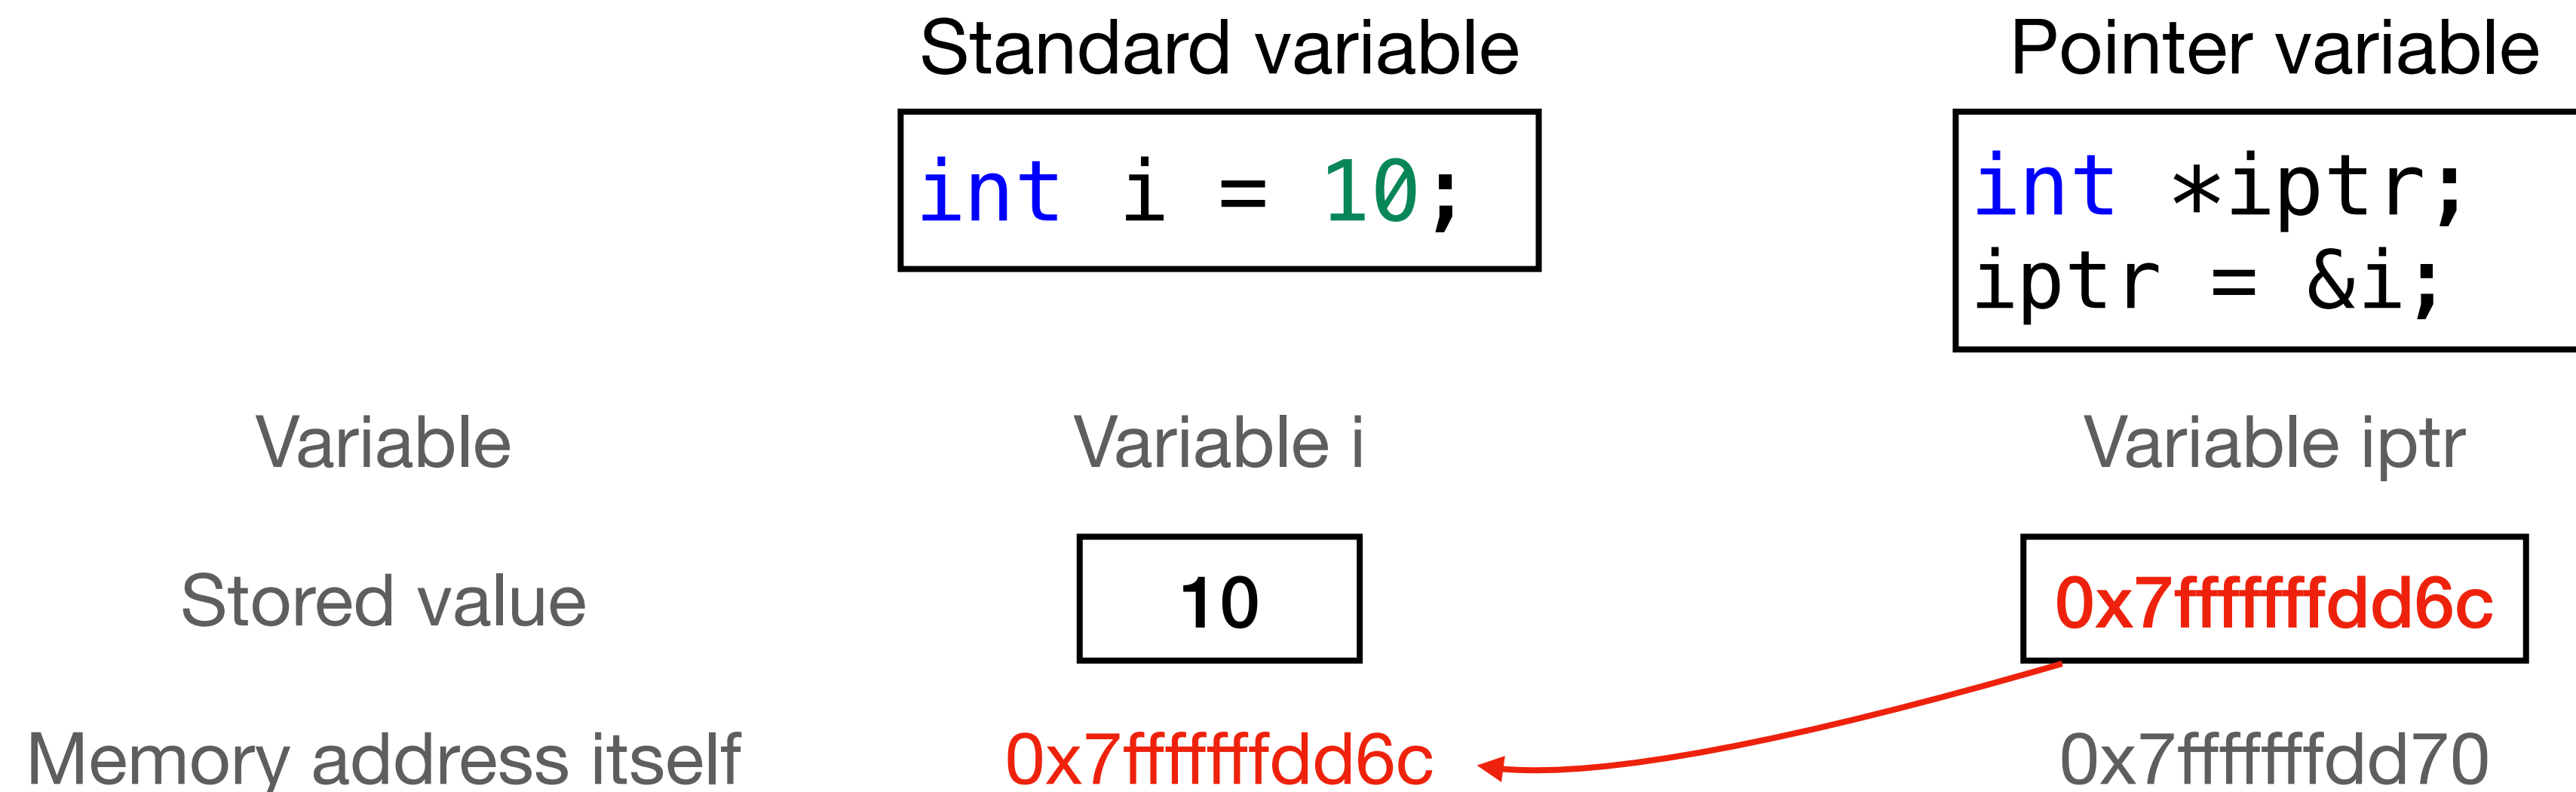 Standard variable
Pointer variable
int i = 10;
int *iptr;
iptr = &i;
Variable
Variable i
Variable iptr
Stored value
10
0x7fffffffdd6c
Memory address itself
0x7fffffffdd6c
0x7fffffffdd70